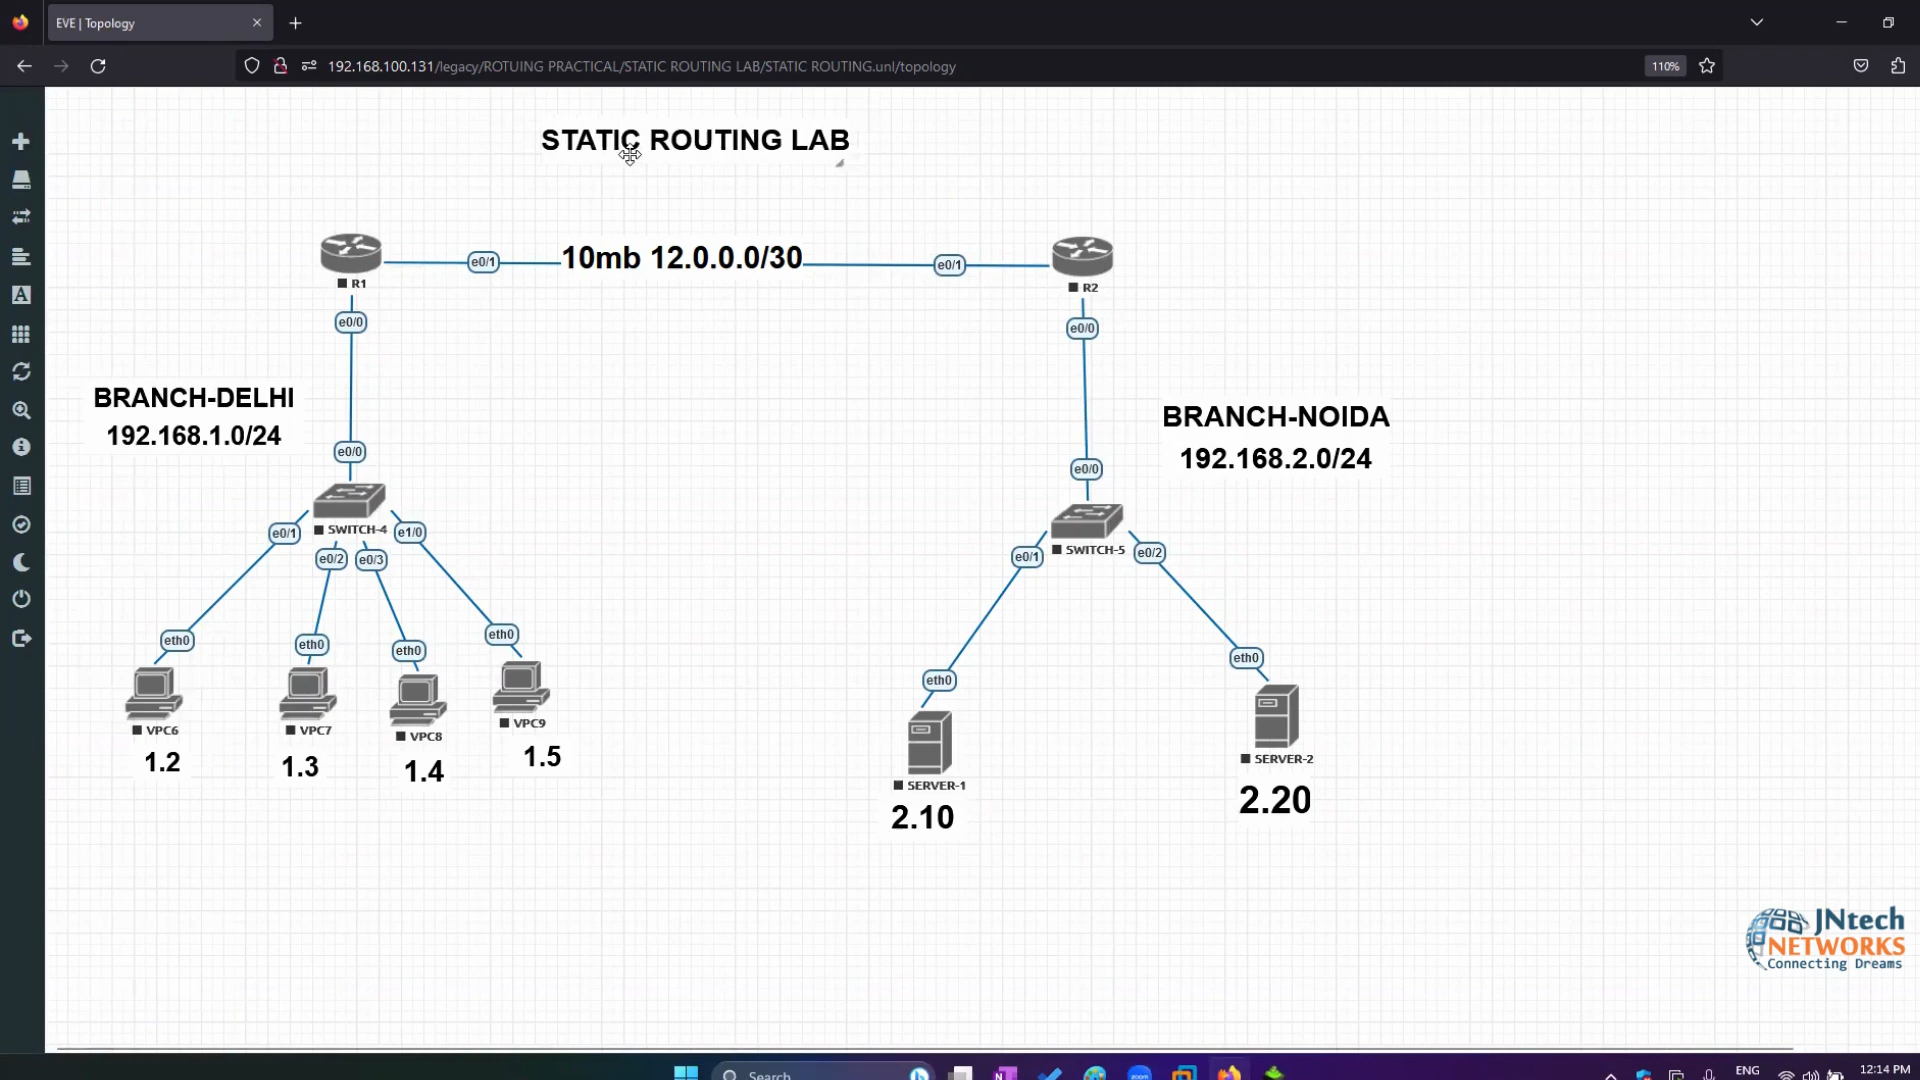 EVE | Topology
192.168.100.131/legacy/ROTUING PRACTICAL/STATIC ROUTING LAB/STATIC ROUTING.unl/topology
110%
STATIC ROUTING LAB
e0/1
10mb 12.0.0.0/30
e0/1
R1
R2
e0/0
e0/0
BRANCH-DELHI
192.168.1.0/24
BRANCH-NOIDA
192.168.2.0/24
e0/0
e0/0
SWITCH-4
e0/1
e1/0
e0/2
e0/3
SWITCH-5
e0/1
e0/2
eth0
eth0
eth0
eth0
eth0
eth0
VPC6
VPC7
VPC8
VPC9
1.2
1.3
1.4
1.5
SERVER-1
SERVER-2
2.10
2.20
JNtech
NETWORKS
Connecting Dreams
Search
ENG
12:14 PM